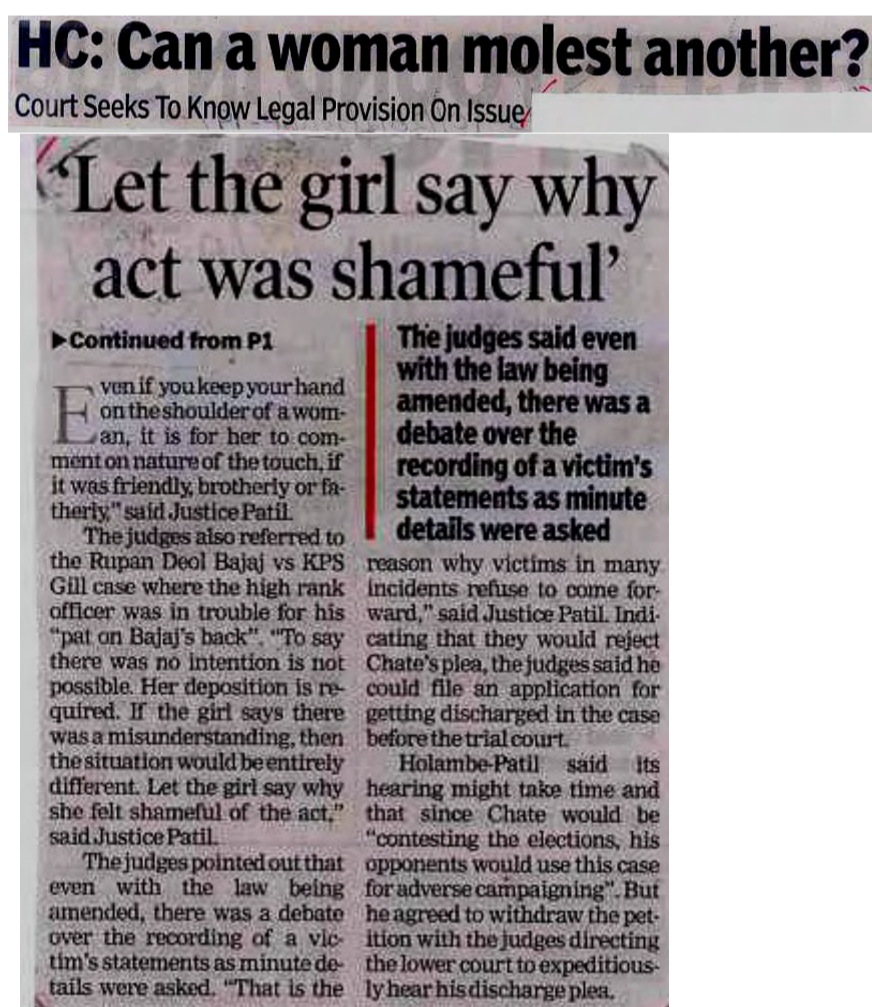 HC: Can a woman molest another?
Court Seeks To Know Legal Provision On Issue
‘Let the girl say why
act was shameful’
▶Continued from P1
Even if you keep your hand
on the shoulder of a wom-
an, it is for her to com-
ment on nature of the touch, if
it was friendly, brotherly or fa-
therly,” said Justice Patil.
The judges also referred to
the Rupan Deol Bajaj vs KPS
Gill case where the high rank
officer was in trouble for his
“pat on Bajaj’s back”. “To say
there was no intention is not
possible. Her deposition is re-
quired. If the girl says there
was a misunderstanding, then
the situation would be entirely
different. Let the girl say why
she felt shameful of the act,”
said Justice Patil.
The judges pointed out that
even with the law being
amended, there was a debate
over the recording of a vic-
tim’s statements as minute de-
tails were asked. “That is the
The judges said even
with the law being
amended, there was a
debate over the
recording of a victim’s
statements as minute
details were asked
reason why victims in many
incidents refuse to come for-
ward,” said Justice Patil. Indi-
cating that they would reject
Chate’s plea, the judges said he
could file an application for
getting discharged in the case
before the trial court.
Holambe-Patil said its
hearing might take time and
that since Chate would be
“contesting the elections, his
opponents would use this case
for adverse campaigning”. But
he agreed to withdraw the pet-
ition with the judges directing
the lower court to expeditious-
ly hear his discharge plea.